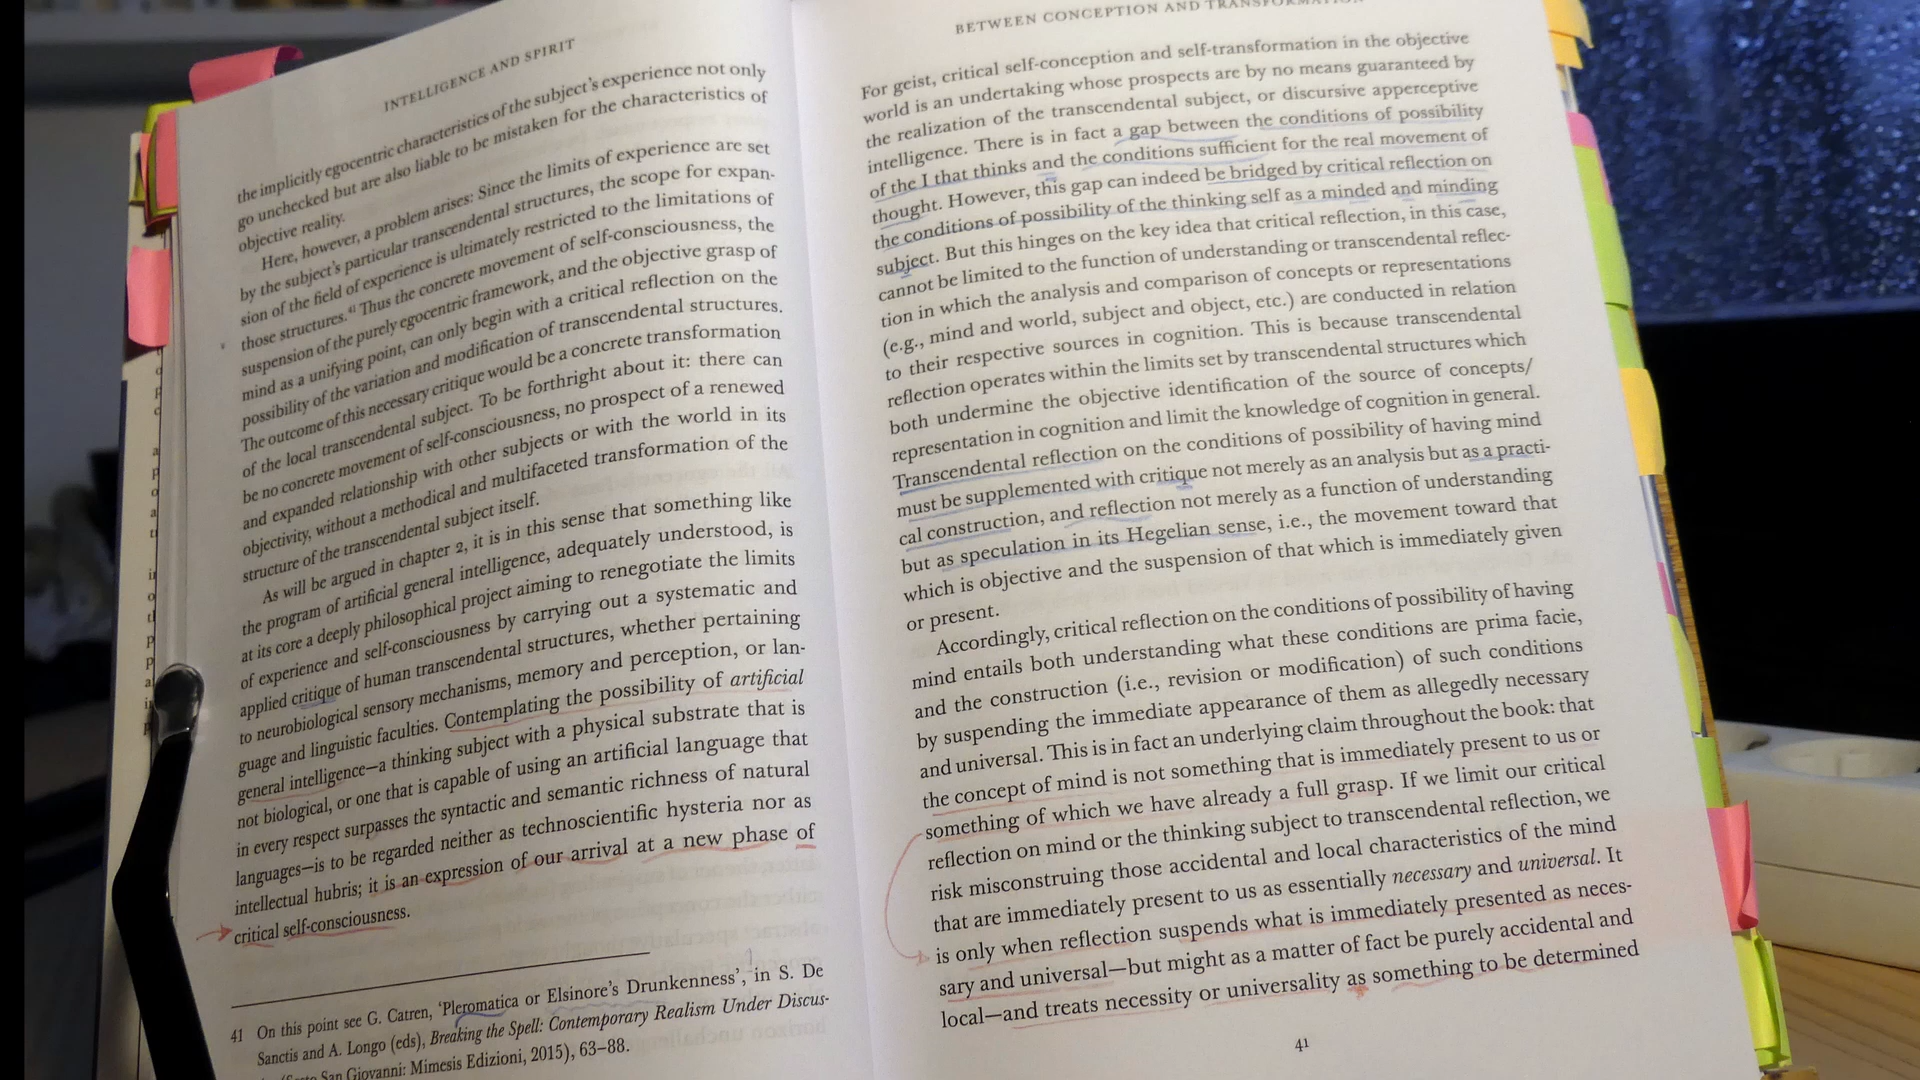 INTELLIGENCE AND SPIRIT
the implicitly egocentric characteristics of the subject's experience not only
go unchecked but are also liable to be mistaken for the characteristics of
objective reality.
Here, however, a problem arises: Since the limits of experience are set
by the subject's particular transcendental structures, the scope for expan-
sion of the field of experience is ultimately restricted to the limitations of
those structures.41 Thus the concrete movement of self-consciousness, the
suspension of the purely egocentric framework, and the objective grasp of
mind as a unifying point, can only begin with a critical reflection on the
possibility of the variation and modification of transcendental structures.
The outcome of this necessary critique would be a concrete transformation
of the local transcendental subject. To be forthright about it: there can
be no concrete movement of self-consciousness, no prospect of a renewed
and expanded relationship with other subjects or with the world in its
objectivity, without a methodical and multifaceted transformation of the
structure of the transcendental subject itself.
As will be argued in chapter 2, it is in this sense that something like
the program of artificial general intelligence, adequately understood, is
at its core a deeply philosophical project aiming to renegotiate the limits
of experience and self-consciousness by carrying out a systematic and
applied critique of human transcendental structures, whether pertaining
to neurobiological sensory mechanisms, memory and perception, or lan-
guage and linguistic faculties. Contemplating the possibility of artificial
general intelligence—a thinking subject with a physical substrate that is
not biological, or one that is capable of using an artificial language that
in every respect surpasses the syntactic and semantic richness of natural
languages—is to be regarded neither as technoscientific hysteria nor as
intellectual hubris; it is an expression of our arrival at a new phase of
critical self-consciousness.
41 On this point see G. Catren, 'Pleromatica or Elsinore's Drunkenness', in S. De
Sanctis and A. Longo (eds), Breaking the Spell: Contemporary Realism Under Discus-
San Giovanni: Mimesis Edizioni, 2015), 63–88.
BETWEEN CONCEPTION AND TRANSFORMATION
For geist, critical self-conception and self-transformation in the objective
world is an undertaking whose prospects are by no means guaranteed by
the realization of the transcendental subject, or discursive apperceptive
intelligence. There is in fact a gap between the conditions of possibility
of the I that thinks and the conditions sufficient for the real movement of
thought. However, this gap can indeed be bridged by critical reflection on
the conditions of possibility of the thinking self as a minded and minding
subject. But this hinges on the key idea that critical reflection, in this case,
cannot be limited to the function of understanding or transcendental reflec-
tion in which the analysis and comparison of concepts or representations
(e.g., mind and world, subject and object, etc.) are conducted in relation
to their respective sources in cognition. This is because transcendental
reflection operates within the limits set by transcendental structures which
both undermine the objective identification of the source of concepts/
representation in cognition and limit the knowledge of cognition in general.
Transcendental reflection on the conditions of possibility of having mind
must be supplemented with critique not merely as an analysis but as a practi-
cal construction, and reflection not merely as a function of understanding
but as speculation in its Hegelian sense, i.e., the movement toward that
which is objective and the suspension of that which is immediately given
or present.
Accordingly, critical reflection on the conditions of possibility of having
mind entails both understanding what these conditions are prima facie,
and the construction (i.e., revision or modification) of such conditions
by suspending the immediate appearance of them as allegedly necessary
and universal. This is in fact an underlying claim throughout the book: that
the concept of mind is not something that is immediately present to us or
something of which we have already a full grasp. If we limit our critical
reflection on mind or the thinking subject to transcendental reflection, we
risk misconstruing those accidental and local characteristics of the mind
that are immediately present to us as essentially necessary and universal. It
is only when reflection suspends what is immediately presented as neces-
sary and universal—but might as a matter of fact be purely accidental and
local—and treats necessity or universality as something to be determined
41